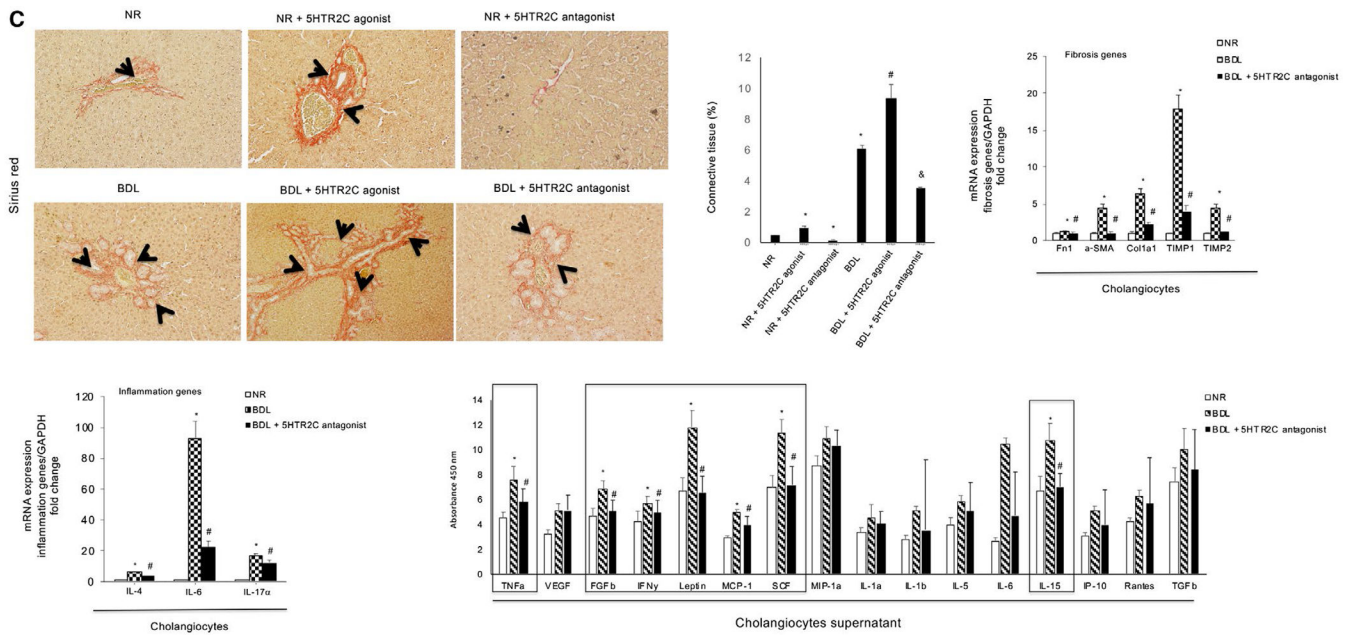 C
NR
NR + 5HTR2C agonist
NR + 5HTR2C antagonist
Sirius red
BDL
BDL + 5HTR2C agonist
BDL + 5HTR2C antagonist
Connective tissue (%)
12
10
8
6
4
2
0
*
*
*
#
&
NR
NR + 5HTR2C agonist
NR + 5HTR2C antagonist
BDL
BDL + 5HTR2C agonist
BDL + 5HTR2C antagonist
Fibrosis genes
NR
BDL
BDL + 5HTR2C antagonist
mRNA expression
fibrosis genes/GAPDH
fold change
25
20
15
10
5
0
* # * # * # * # * #
Fn1 a-SMA Col1a1 TIMP1 TIMP2
Cholangiocytes
Inflammation genes
NR
BDL
BDL + 5HTR2C antagonist
mRNA expression
inflammation genes/GAPDH
fold change
120
100
80
60
40
20
0
* # * # * #
IL-4 IL-6 IL-17α
Cholangiocytes
NR
BDL
BDL + 5HTR2C antagonist
Absorbance 450 nm
14
12
10
8
6
4
2
0
* # * # * # * # * # * # * #
TNFa VEGF FGFb IFNy Leptin MCP-1 SCF MIP-1a IL-1a IL-1b IL-5 IL-6 IL-15 IP-10 Rantes TGFb
Cholangiocytes supernatant